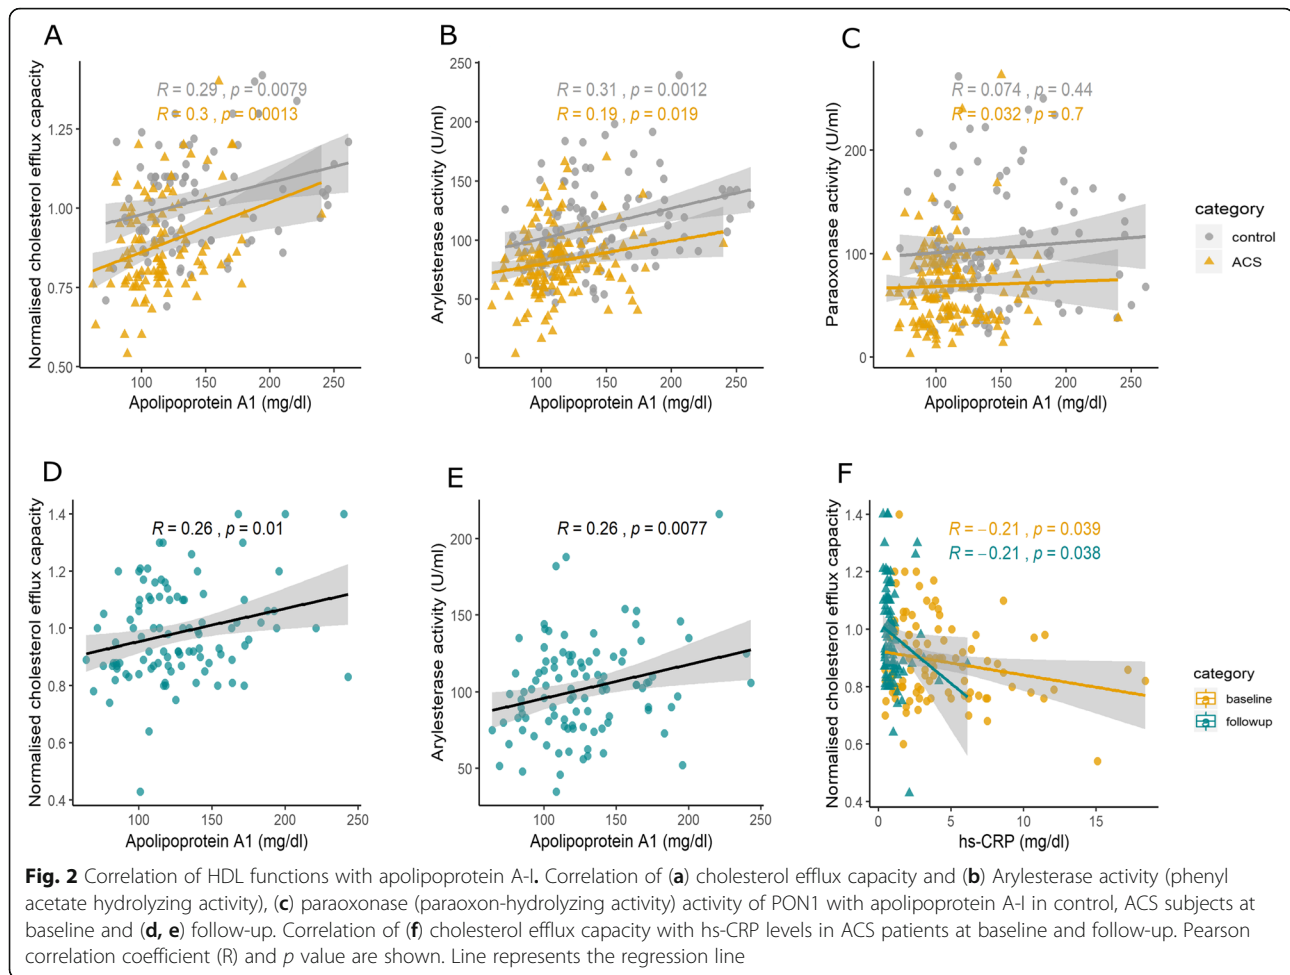 A
R = 0.29 , p = 0.0079
R = 0.3 , p = 0.0013
Normalised cholesterol efflux capacity
1.25
1.00
0.75
0.50
100 150 200 250
Apolipoprotein A1 (mg/dl)
B
R = 0.31 , p = 0.0012
R = 0.19 , p = 0.019
Arylesterase activity (U/ml)
250
200
150
100
50
0
100 150 200 250
Apolipoprotein A1 (mg/dl)
C
R = 0.074 , p = 0.44
R = 0.032 , p = 0.7
Paraoxonase activity (U/ml)
200
100
0
100 150 200 250
Apolipoprotein A1 (mg/dl)
category
control
ACS
D
R = 0.26 , p = 0.01
Normalised cholesterol efflux capacity
1.4
1.2
1.0
0.8
0.6
0.4
100 150 200 250
Apolipoprotein A1 (mg/dl)
E
R = 0.26 , p = 0.0077
Arylesterase activity (U/ml)
200
150
100
50
100 150 200 250
Apolipoprotein A1 (mg/dl)
F
R = −0.21 , p = 0.039
R = −0.21 , p = 0.038
Normalised cholesterol efflux capacity
1.4
1.2
1.0
0.8
0.6
0.4
0 5 10 15
hs-CRP (mg/dl)
category
baseline
followup
Fig. 2 Correlation of HDL functions with apolipoprotein A-I. Correlation of (a) cholesterol efflux capacity and (b) Arylesterase activity (phenyl
acetate hydrolyzing activity), (c) paraoxonase (paraoxon-hydrolyzing activity) activity of PON1 with apolipoprotein A-I in control, ACS subjects at
baseline and (d, e) follow-up. Correlation of (f) cholesterol efflux capacity with hs-CRP levels in ACS patients at baseline and follow-up. Pearson
correlation coefficient (R) and p value are shown. Line represents the regression line